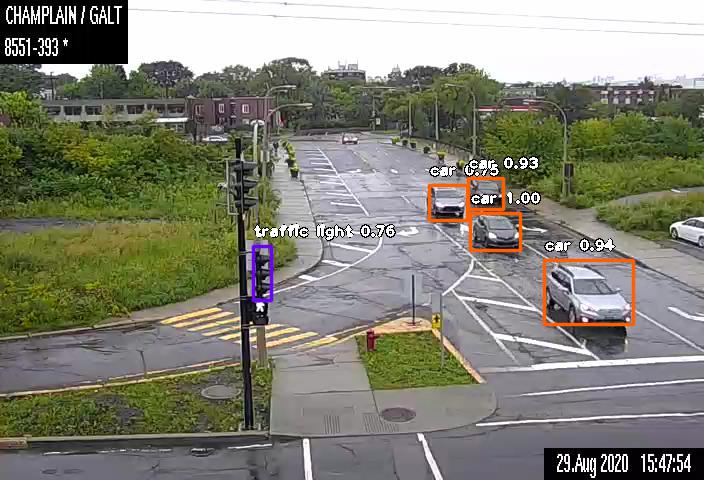 CHAMPLAIN / GALT
8551-393 *
car 0.93
car 0.75
car 1.00
traffic light 0.76
car 0.94
29.Aug 2020 15:47:54